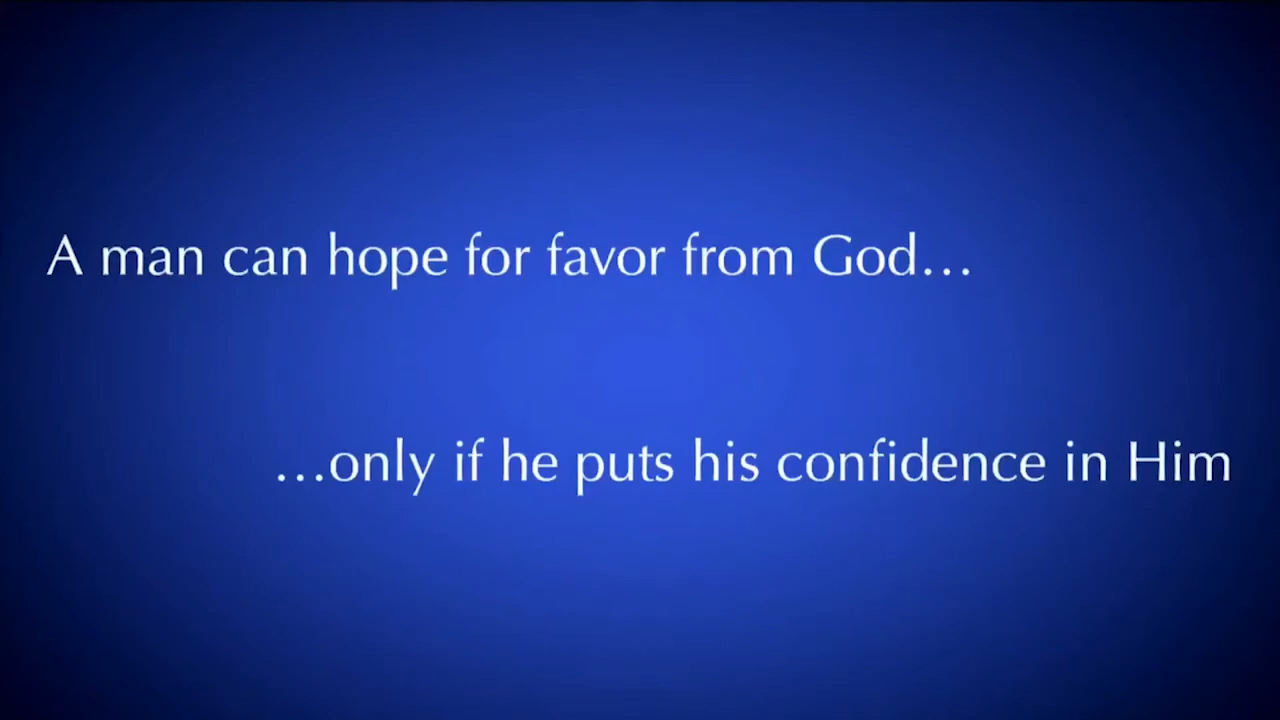 A man can hope for favor from God…
…only if he puts his confidence in Him